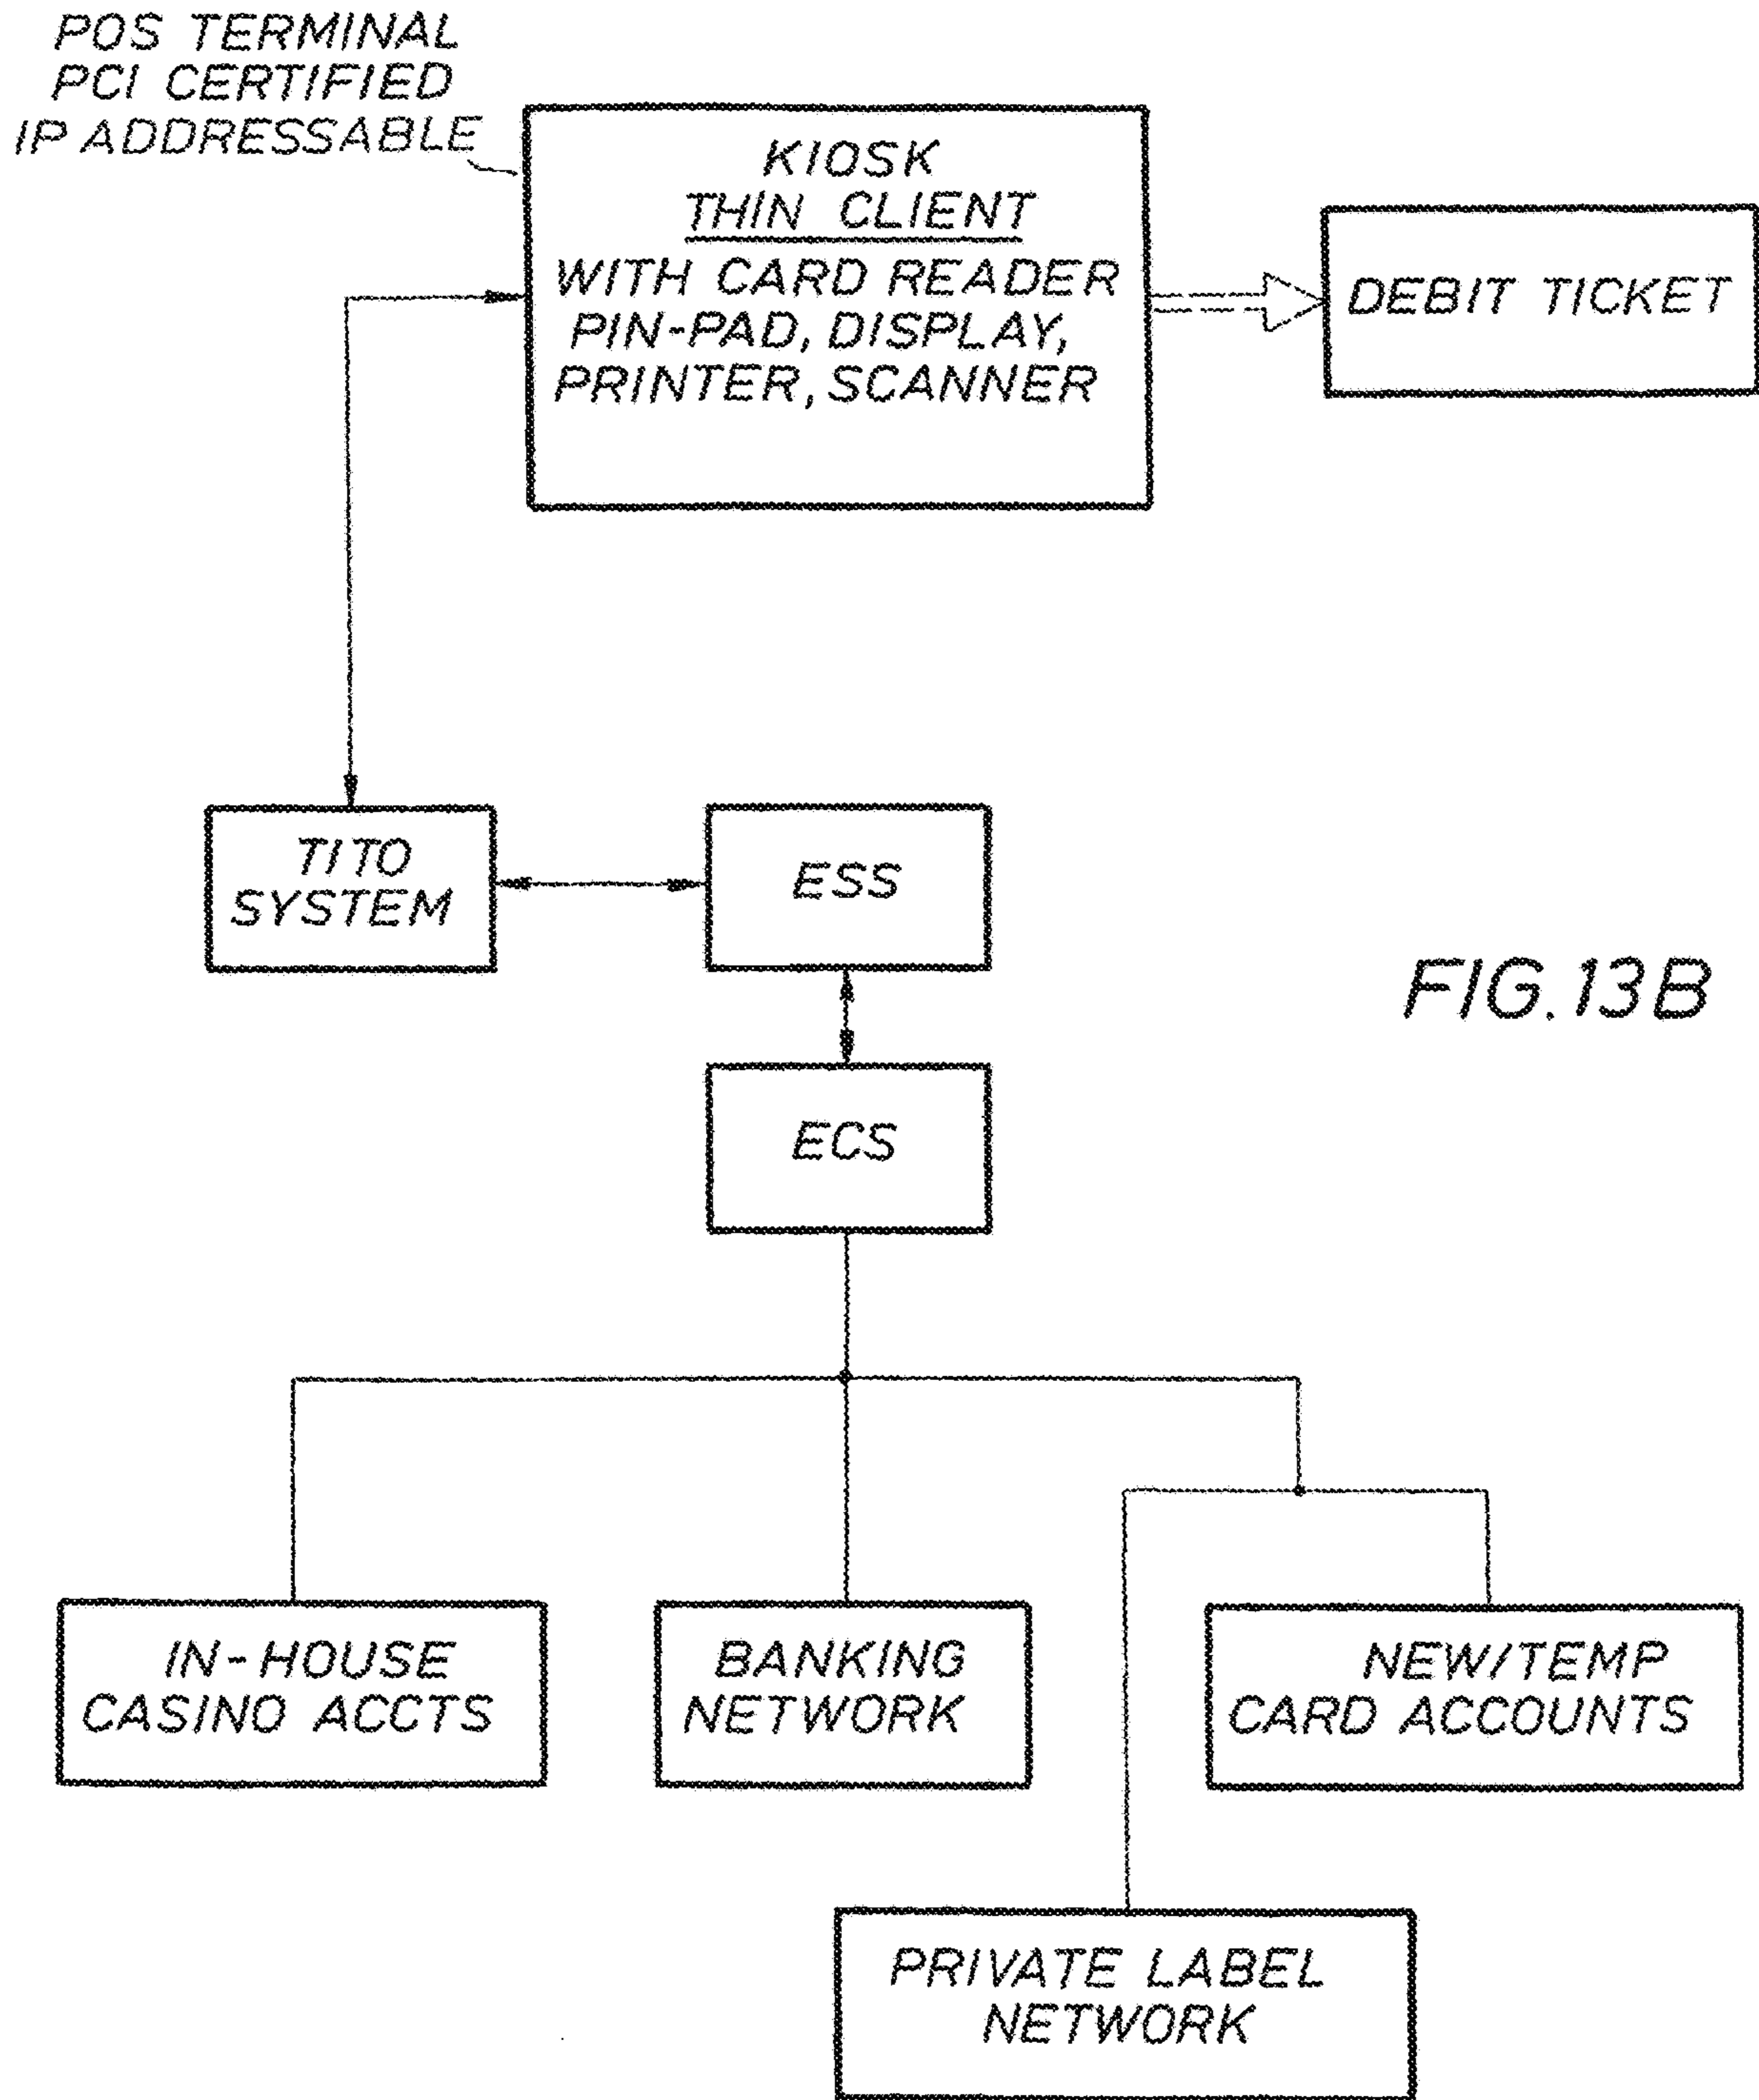 POS TERMINAL
PCI CERTIFIED
IP ADDRESSABLE
KIOSK
THIN CLIENT
WITH CARD READER
PIN-PAD, DISPLAY,
PRINTER, SCANNER
DEBIT TICKET
TITO
SYSTEM
ESS
FIG. 13B
ECS
IN-HOUSE
CASINO ACCTS
BANKING
NETWORK
NEW/TEMP
CARD ACCOUNTS
PRIVATE LABEL
NETWORK